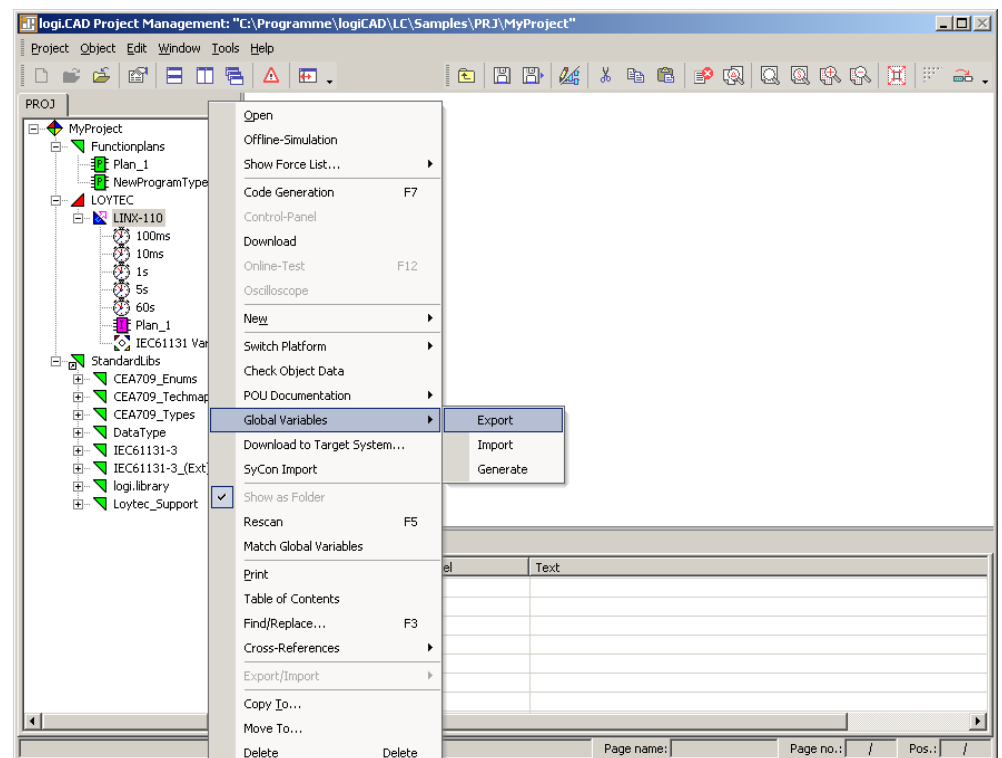 logi.CAD Project Management: "C:\Programme\logiCAD\LC\Samples\PRJ\MyProject"
Project Object Edit Window Tools Help
PROJ
MyProject
Functionplans
Plan_1
NewProgramType
LOYTEC
LINX-110
100ms
10ms
1s
5s
60s
Plan_1
IEC61131 Var
StandardLibs
CEA709_Enums
CEA709_Techmap
CEA709_Types
DataType
IEC61131-3
IEC61131-3_(Ext)
logi.library
Loytec_Support
Open
Offline-Simulation
Show Force List...
Code Generation F7
Control-Panel
Download
Online-Test F12
Oscilloscope
New
Switch Platform
Check Object Data
POU Documentation
Global Variables
Download to Target System...
SyCon Import
Show as Folder
Rescan F5
Match Global Variables
Print
Table of Contents
Find/Replace... F3
Cross-References
Export/Import
Copy To...
Move To...
Delete Delete
Export
Import
Generate
el Text
Page name: Page no.: / Pos.: /